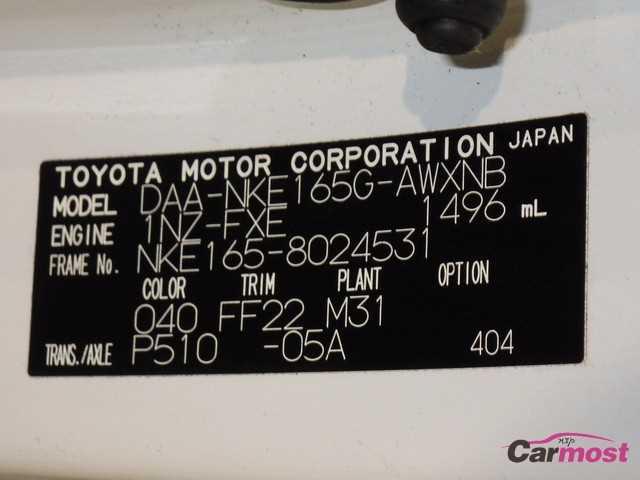 TOYOTA MOTOR CORPORATION JAPAN
MODEL DAA-NKE165G-AWXNB
ENGINE 1NZ-FXE 1496 mL
FRAME No. NKE165-8024531
COLOR TRIM PLANT OPTION
040 FF22 M31
TRANS./AXLE P510 -05A 404
Carmost